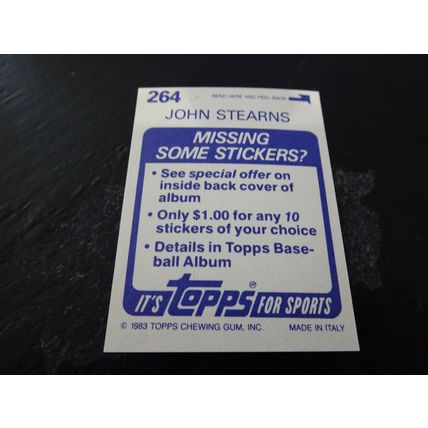 264 BEND HERE AND PEEL BACK
JOHN STEARNS
MISSING
SOME STICKERS?
• See special offer on
inside back cover of
album
• Only $1.00 for any 10
stickers of your choice
• Details in Topps Base-
ball Album
IT'S TOPPS® FOR SPORTS
© 1983 TOPPS CHEWING GUM, INC. MADE IN ITALY